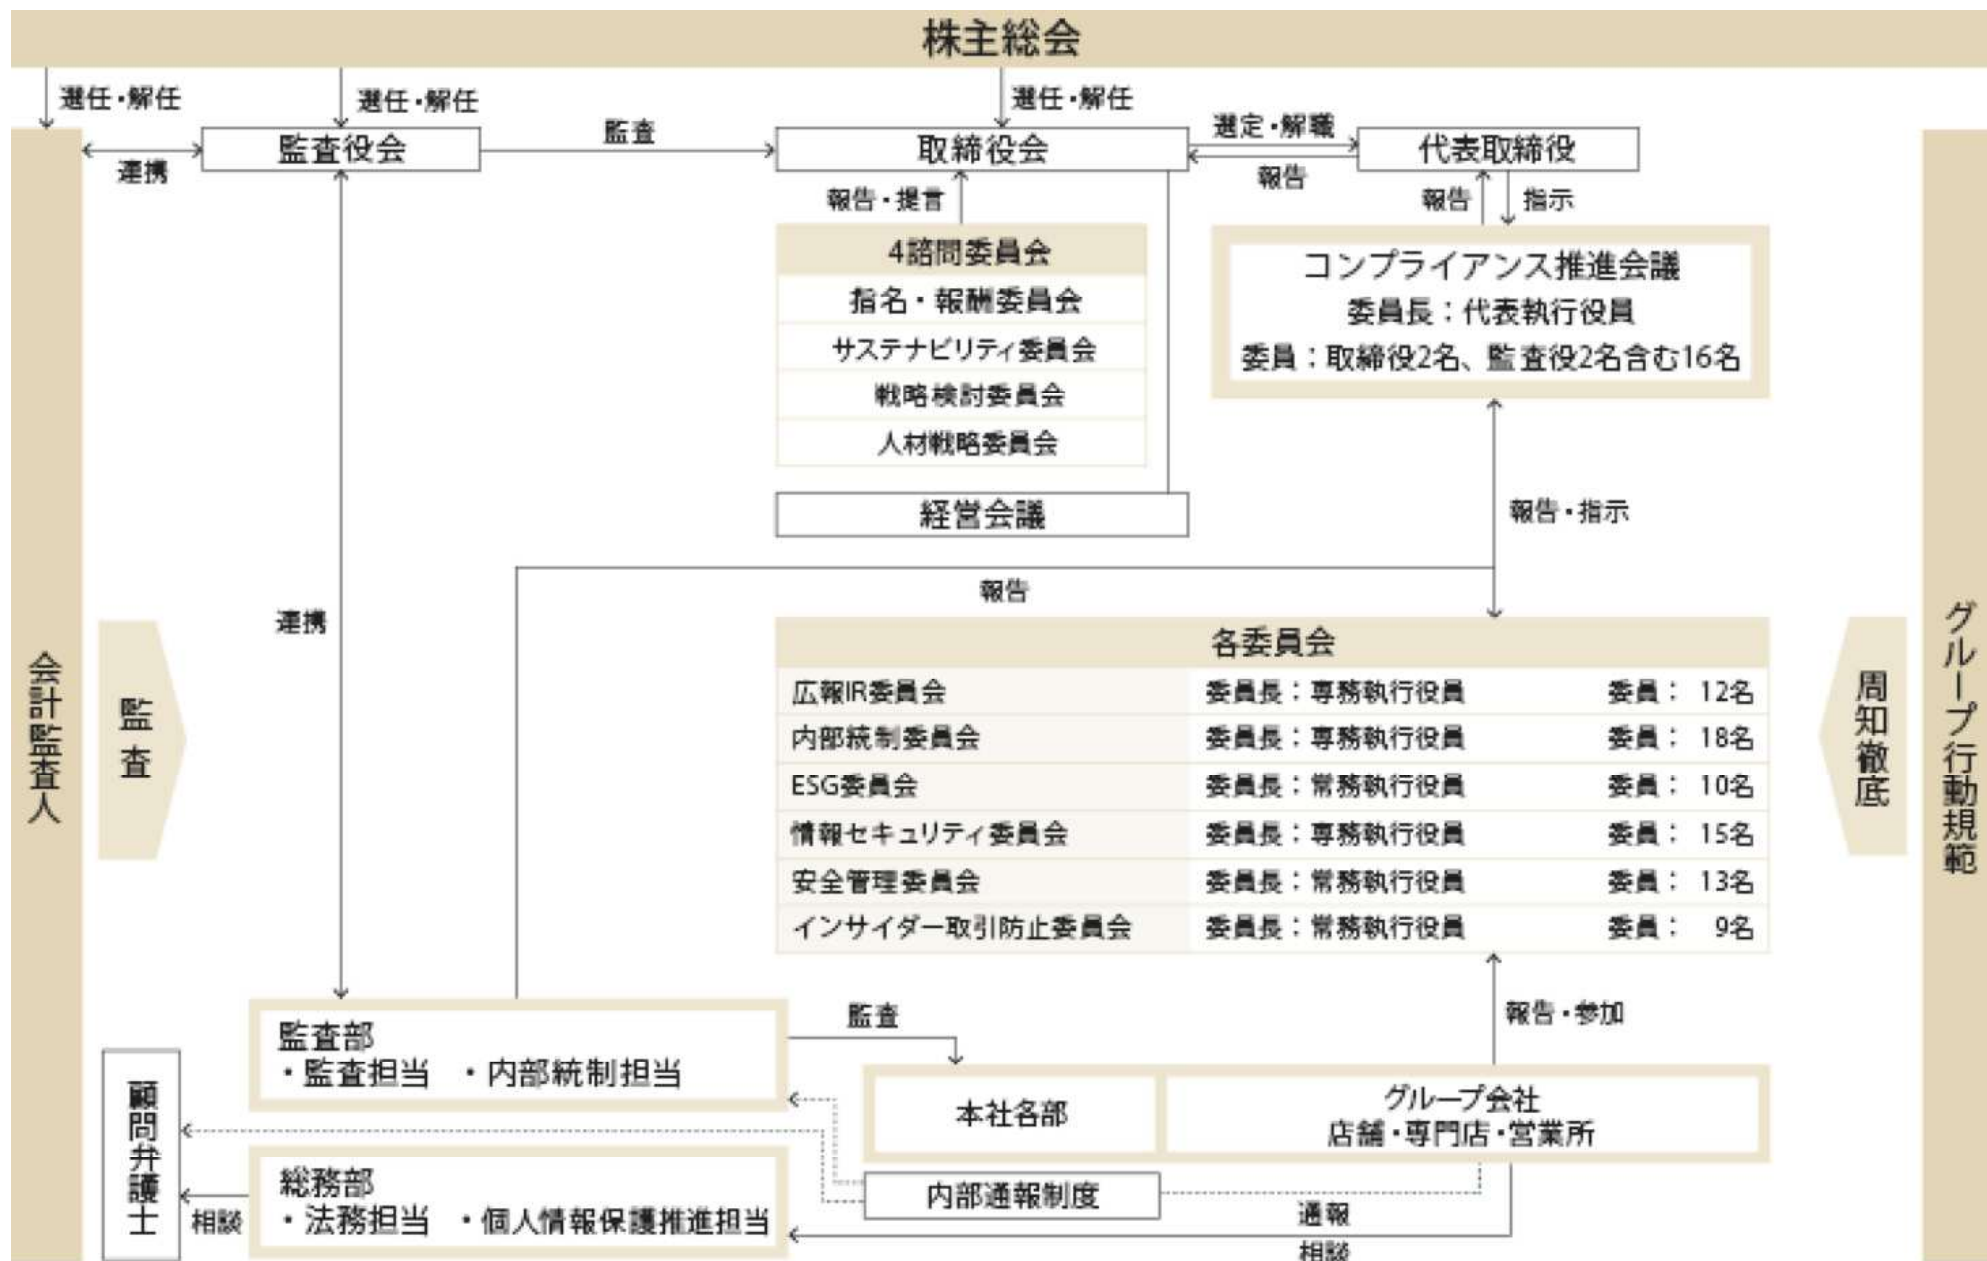 株主総会
選任・解任
選任・解任
選任・解任
監査役会
監査
取締役会
選定・解職
代表取締役
連携
報告
報告・提言
報告
指示
4諮問委員会
指名・報酬委員会
サステナビリティ委員会
戦略検討委員会
人材戦略委員会
コンプライアンス推進会議
委員長：代表執行役員
委員：取締役2名、監査役2名含む16名
経営会議
報告・指示
報告
連携
会計監査人
監査
各委員会
広報IR委員会 委員長：専務執行役員 委員： 12名
内部統制委員会 委員長：専務執行役員 委員： 18名
ESG委員会 委員長：常務執行役員 委員： 10名
情報セキュリティ委員会 委員長：専務執行役員 委員： 15名
安全管理委員会 委員長：常務執行役員 委員： 13名
インサイダー取引防止委員会 委員長：常務執行役員 委員： 9名
周知徹底
グループ行動規範
監査部
・監査担当 ・内部統制担当
監査
報告・参加
本社各部
グループ会社
店舗・専門店・営業所
顧問弁護士
総務部
・法務担当 ・個人情報保護推進担当
相談
内部通報制度
通報
相談